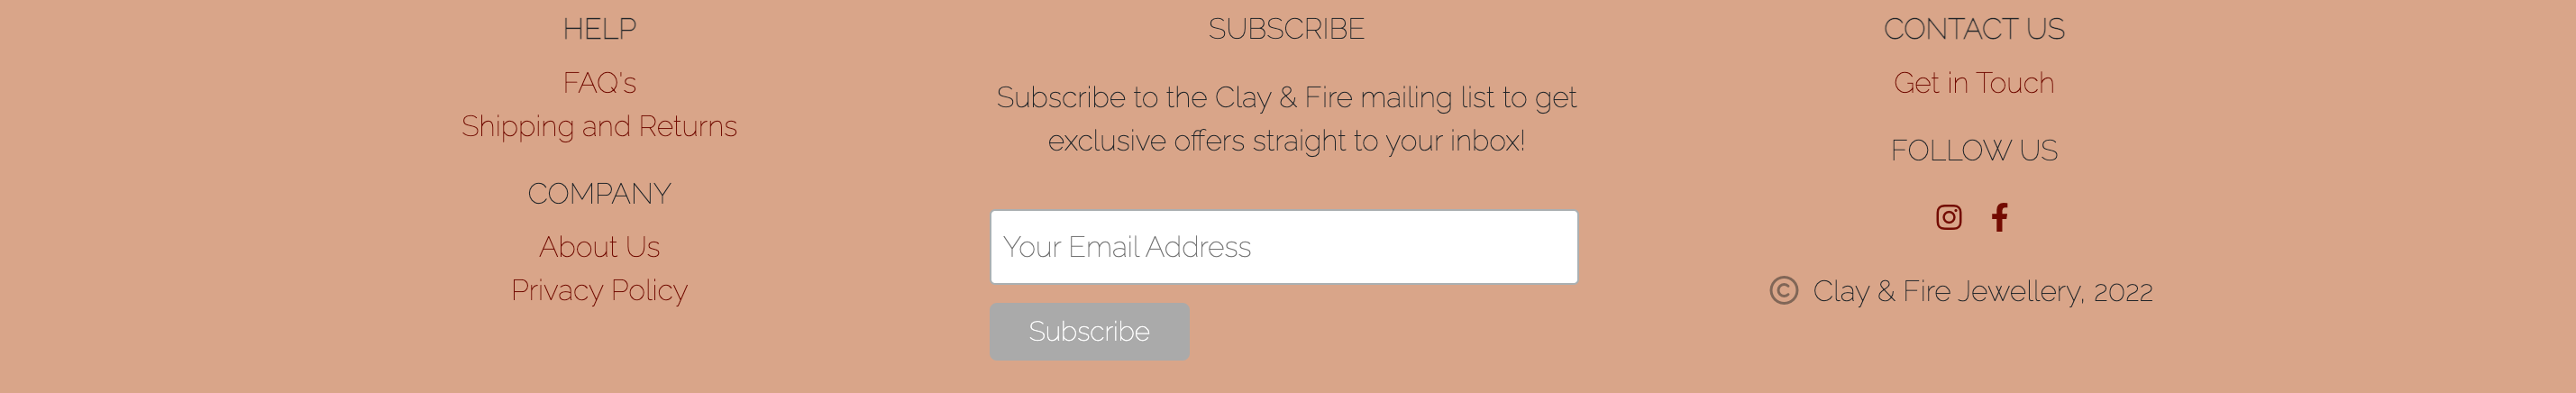 HELP
FAQ's
Shipping and Returns
COMPANY
About Us
Privacy Policy
SUBSCRIBE
Subscribe to the Clay & Fire mailing list to get
exclusive offers straight to your inbox!
Your Email Address
Subscribe
CONTACT US
Get in Touch
FOLLOW US
© Clay & Fire Jewellery, 2022